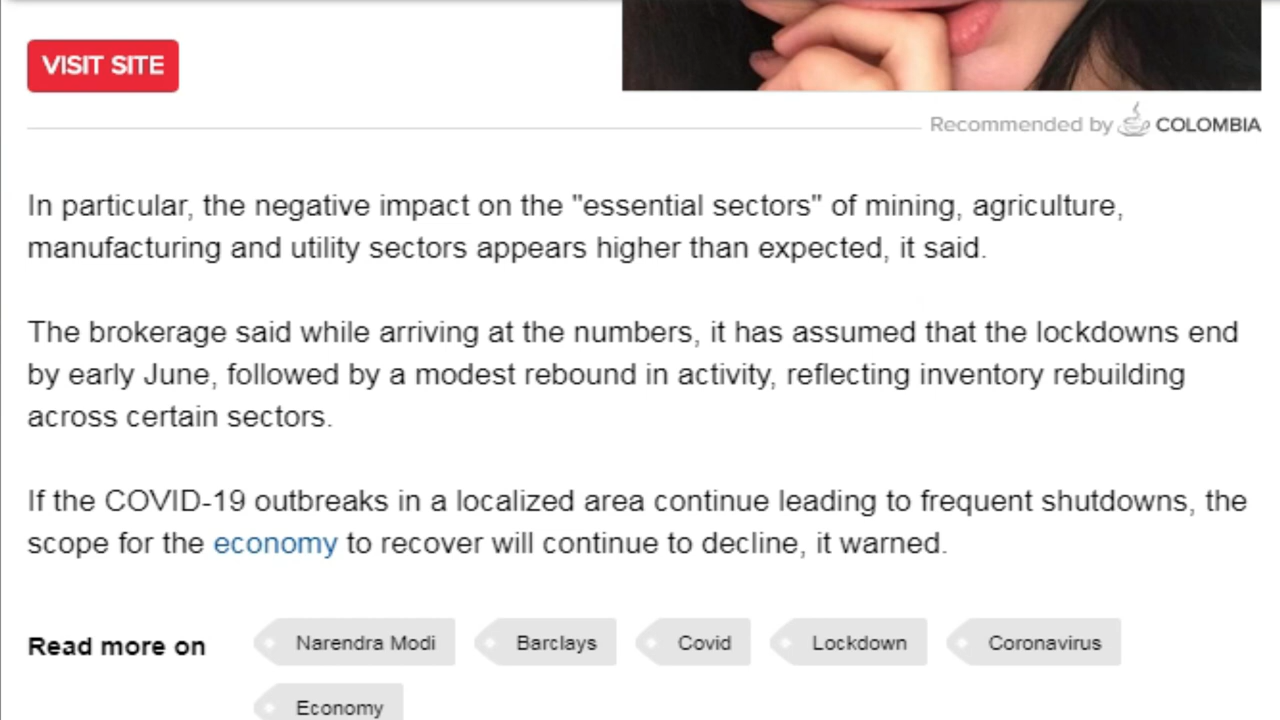 VISIT SITE
Recommended by COLOMBIA
In particular, the negative impact on the "essential sectors" of mining, agriculture,
manufacturing and utility sectors appears higher than expected, it said.
The brokerage said while arriving at the numbers, it has assumed that the lockdowns end
by early June, followed by a modest rebound in activity, reflecting inventory rebuilding
across certain sectors.
If the COVID-19 outbreaks in a localized area continue leading to frequent shutdowns, the
scope for the economy to recover will continue to decline, it warned.
Read more on Narendra Modi Barclays Covid Lockdown Coronavirus
Economy